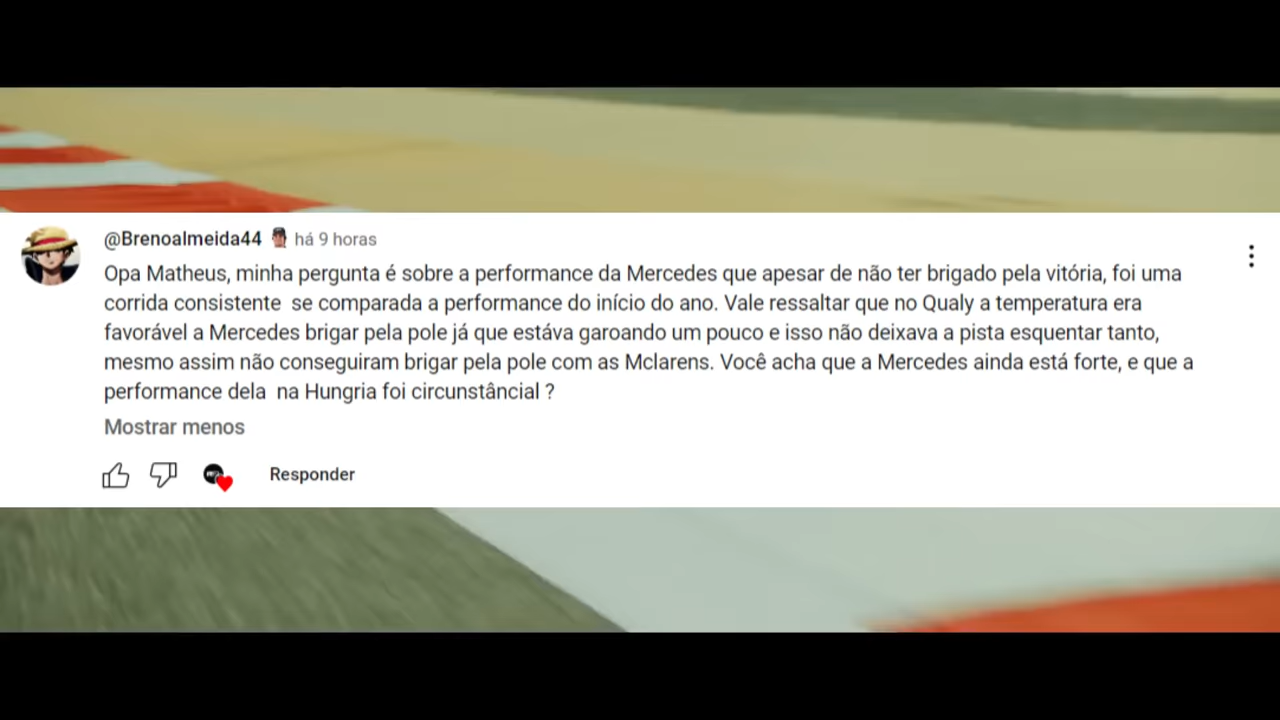 @Brenoalmeida44 há 9 horas
Opa Matheus, minha pergunta é sobre a performance da Mercedes que apesar de não ter brigado pela vitória, foi uma
corrida consistente  se comparada a performance do início do ano. Vale ressaltar que no Qualy a temperatura era
favorável a Mercedes brigar pela pole já que estáva garoando um pouco e isso não deixava a pista esquentar tanto,
mesmo assim não conseguiram brigar pela pole com as Mclarens. Você acha que a Mercedes ainda está forte, e que a
performance dela  na Hungria foi circunstâncial ?
Mostrar menos
Responder